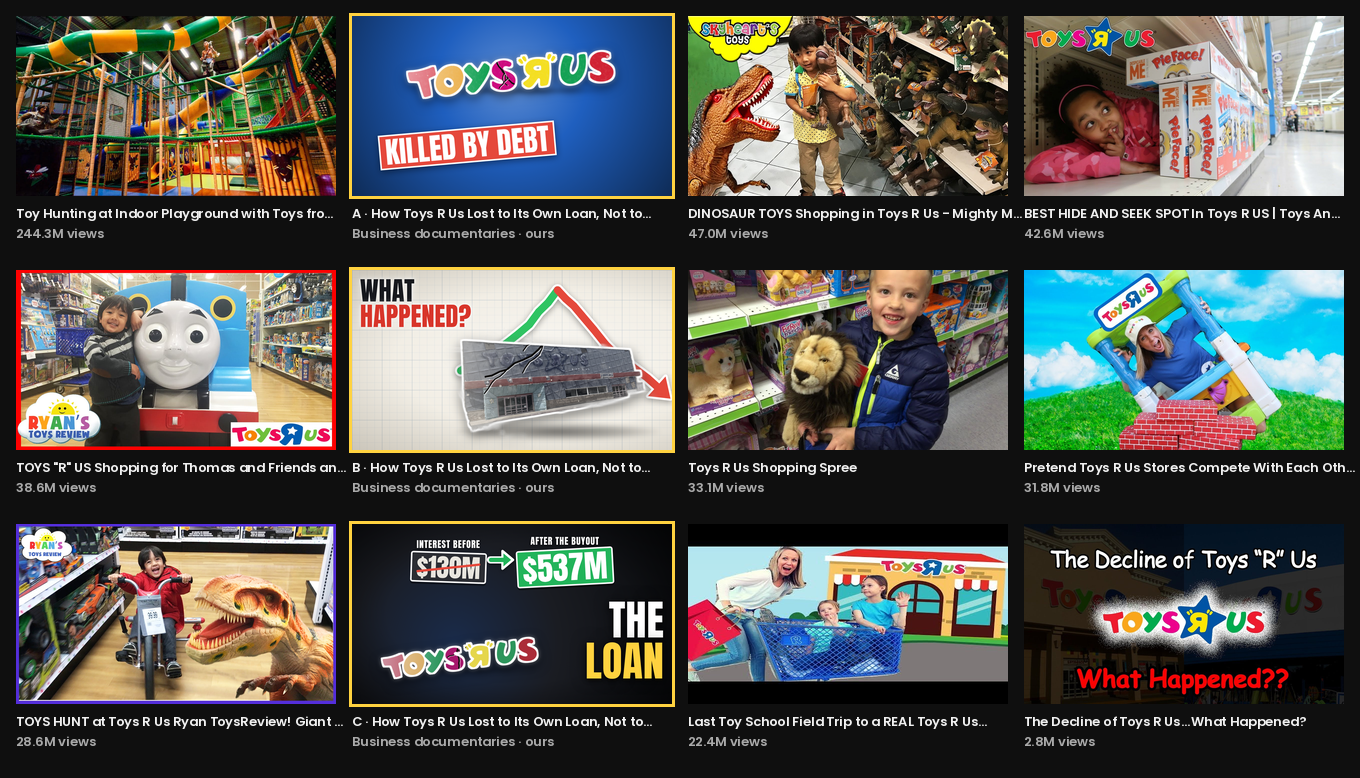 skyheart's
toys
TOYS R US
TOYS R US
KILLED BY DEBT
ME
PieFace!
ME
PieFace!
ME
PieFace!
Toy Hunting at Indoor Playground with Toys fro...
244.3M views
A · How Toys R Us Lost to Its Own Loan, Not to...
Business documentaries · ours
DINOSAUR TOYS Shopping in Toys R Us - Mighty M...
47.0M views
BEST HIDE AND SEEK SPOT In Toys R US | Toys An...
42.6M views
WHAT
HAPPENED?
TOYS R US
RYAN'S
TOYS REVIEW
TOYS R US
TOYS "R" US Shopping for Thomas and Friends an...
38.6M views
B · How Toys R Us Lost to Its Own Loan, Not to...
Business documentaries · ours
Toys R Us Shopping Spree
33.1M views
Pretend Toys R Us Stores Compete With Each Oth...
31.8M views
RYAN'S
TOYS REVIEW
INTEREST BEFORE
$130M
AFTER THE BUYOUT
$537M
THE
LOAN
TOYS R US
TOYS R US
The Decline of Toys "R" Us
TOYS R US
What Happened??
TOYS HUNT at Toys R Us Ryan ToysReview! Giant ...
28.6M views
C · How Toys R Us Lost to Its Own Loan, Not to...
Business documentaries · ours
Last Toy School Field Trip to a REAL Toys R Us...
22.4M views
The Decline of Toys R Us...What Happened?
2.8M views